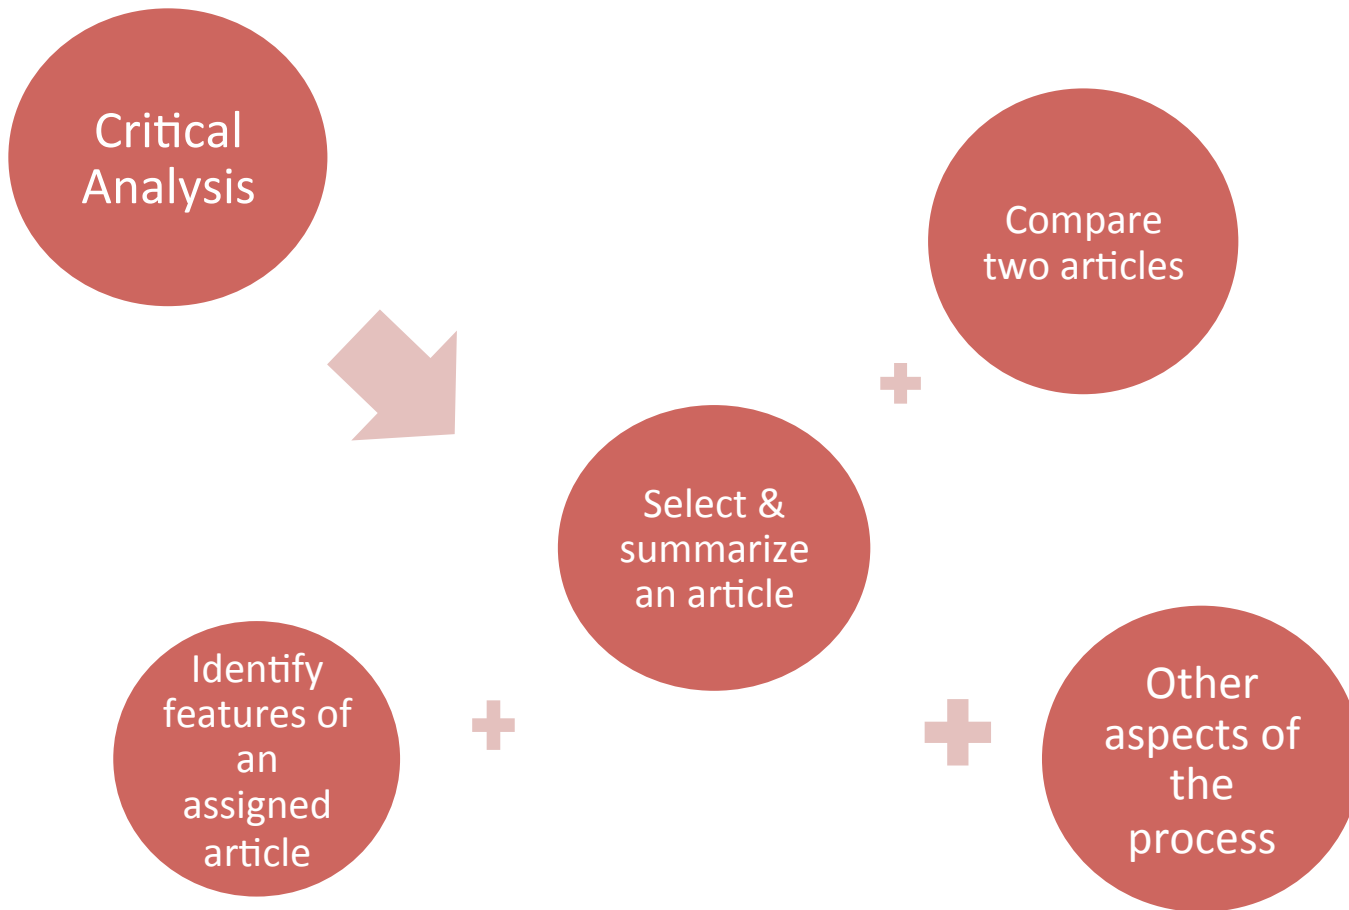 Critical
Analysis
Compare
two articles
Select &
summarize
an article
Identify
features of
an
assigned
article
Other
aspects of
the
process